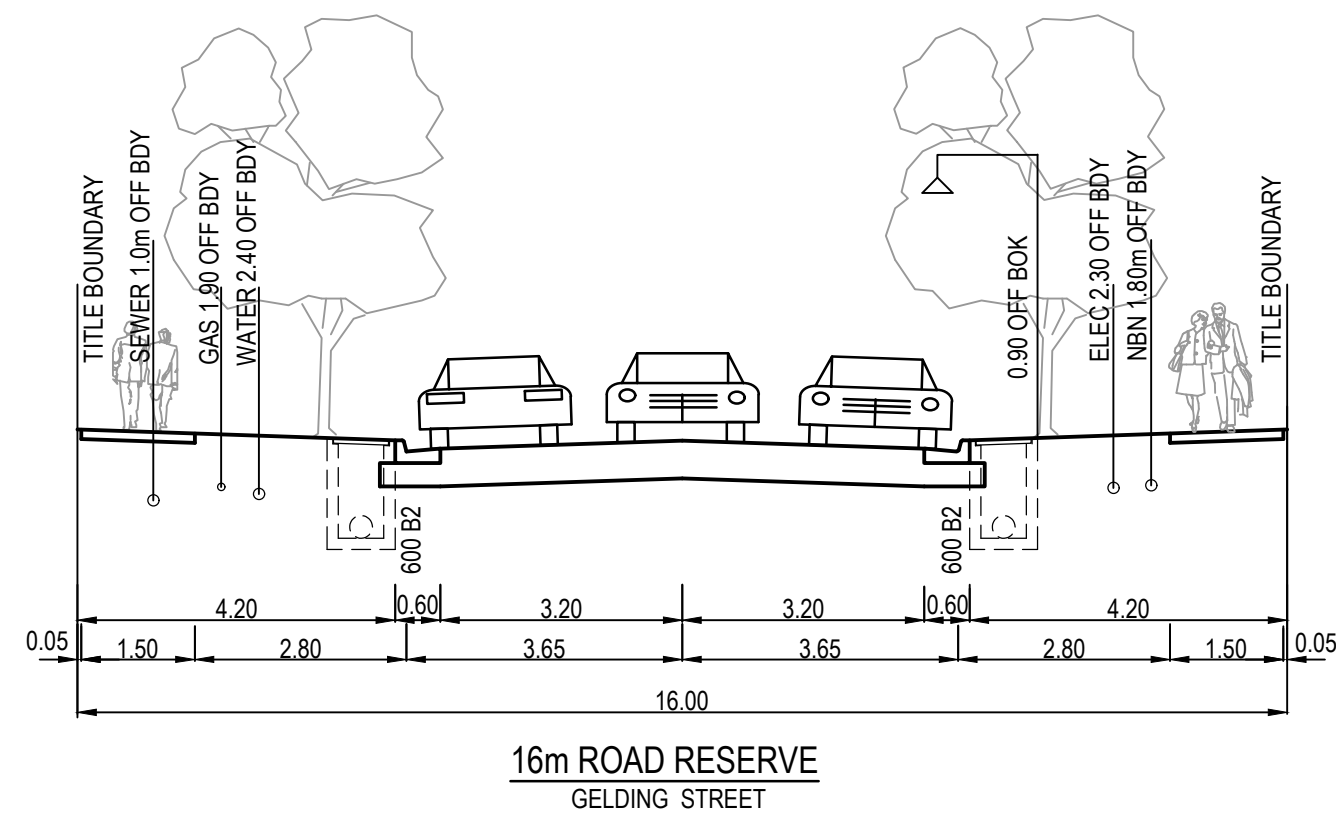 TITLE BOUNDARY
SEWER 1.0m OFF BDY
GAS 1.90 OFF BDY
WATER 2.40 OFF BDY
0.90 OFF BOK
ELEC 2.30 OFF BDY
NBN 1.80m OFF BDY
TITLE BOUNDARY
600 B2
600 B2
4.20
0.60
3.20
3.20
0.60
4.20
0.05
1.50
2.80
3.65
3.65
2.80
1.50
0.05
16.00
16m ROAD RESERVE
GELDING STREET